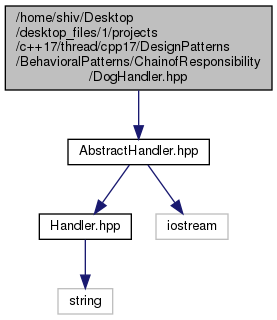 /home/shiv/Desktop
/desktop_files/1/projects
/c++17/thread/cpp17/DesignPatterns
/BehavioralPatterns/ChainofResponsibility
/DogHandler.hpp
AbstractHandler.hpp
Handler.hpp
iostream
string